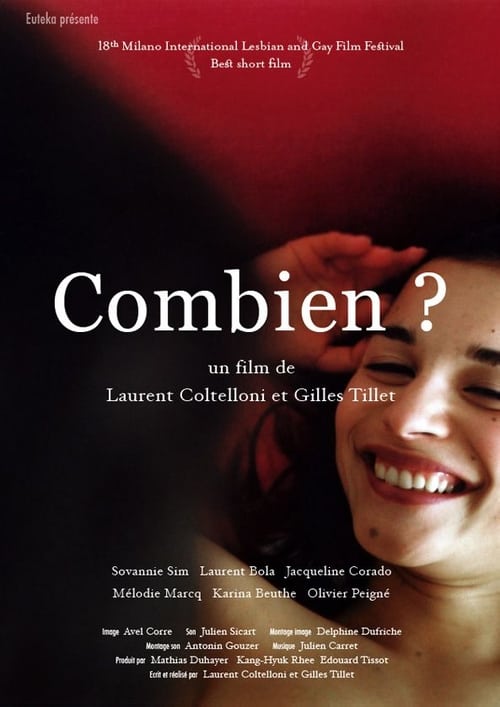 Euteka présente
18th Milano International Lesbian and Gay Film Festival
Best short film
Combien ?
un film de
Laurent Coltelloni et Gilles Tillet
Sovannie Sim Laurent Bola Jacqueline Corado
Mélodie Marcq Karina Beuthe Olivier Peigné
Image Avel Corre Son Julien Sicart Montage image Delphine Dufriche
Montage son Antonin Gouzer Musique Julien Carret
Produit par Mathias Duhayer Kang-Hyuk Rhee Edouard Tissot
Ecrit et réalisé par Laurent Coltelloni et Gilles Tillet